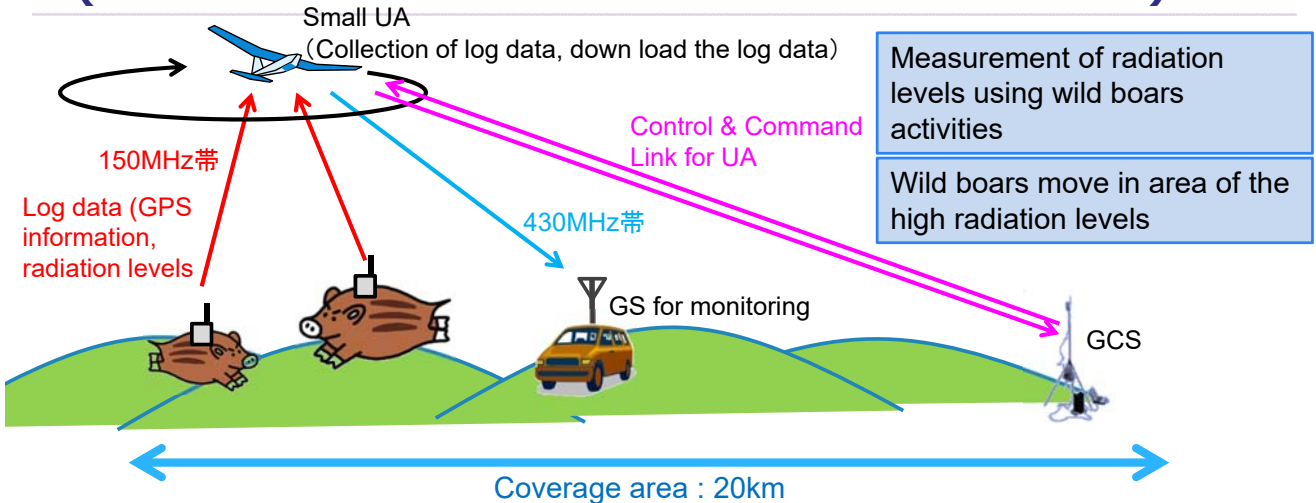 Small UA
（Collection of log data, down load the log data）
Measurement of radiation
levels using wild boars
activities
Wild boars move in area of the
high radiation levels
Control & Command
Link for UA
150MHz帯
430MHz帯
Log data (GPS
information,
radiation levels
GS for monitoring
GCS
Coverage area : 20km